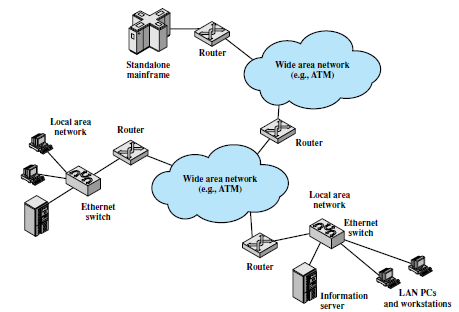 Standalone
mainframe
Router
Wide area network
(e.g., ATM)
Router
Local area
network
Router
Ethernet
switch
Wide area network
(e.g., ATM)
Router
Local area
network
Ethernet
switch
Information
server
LAN PCs
and workstations